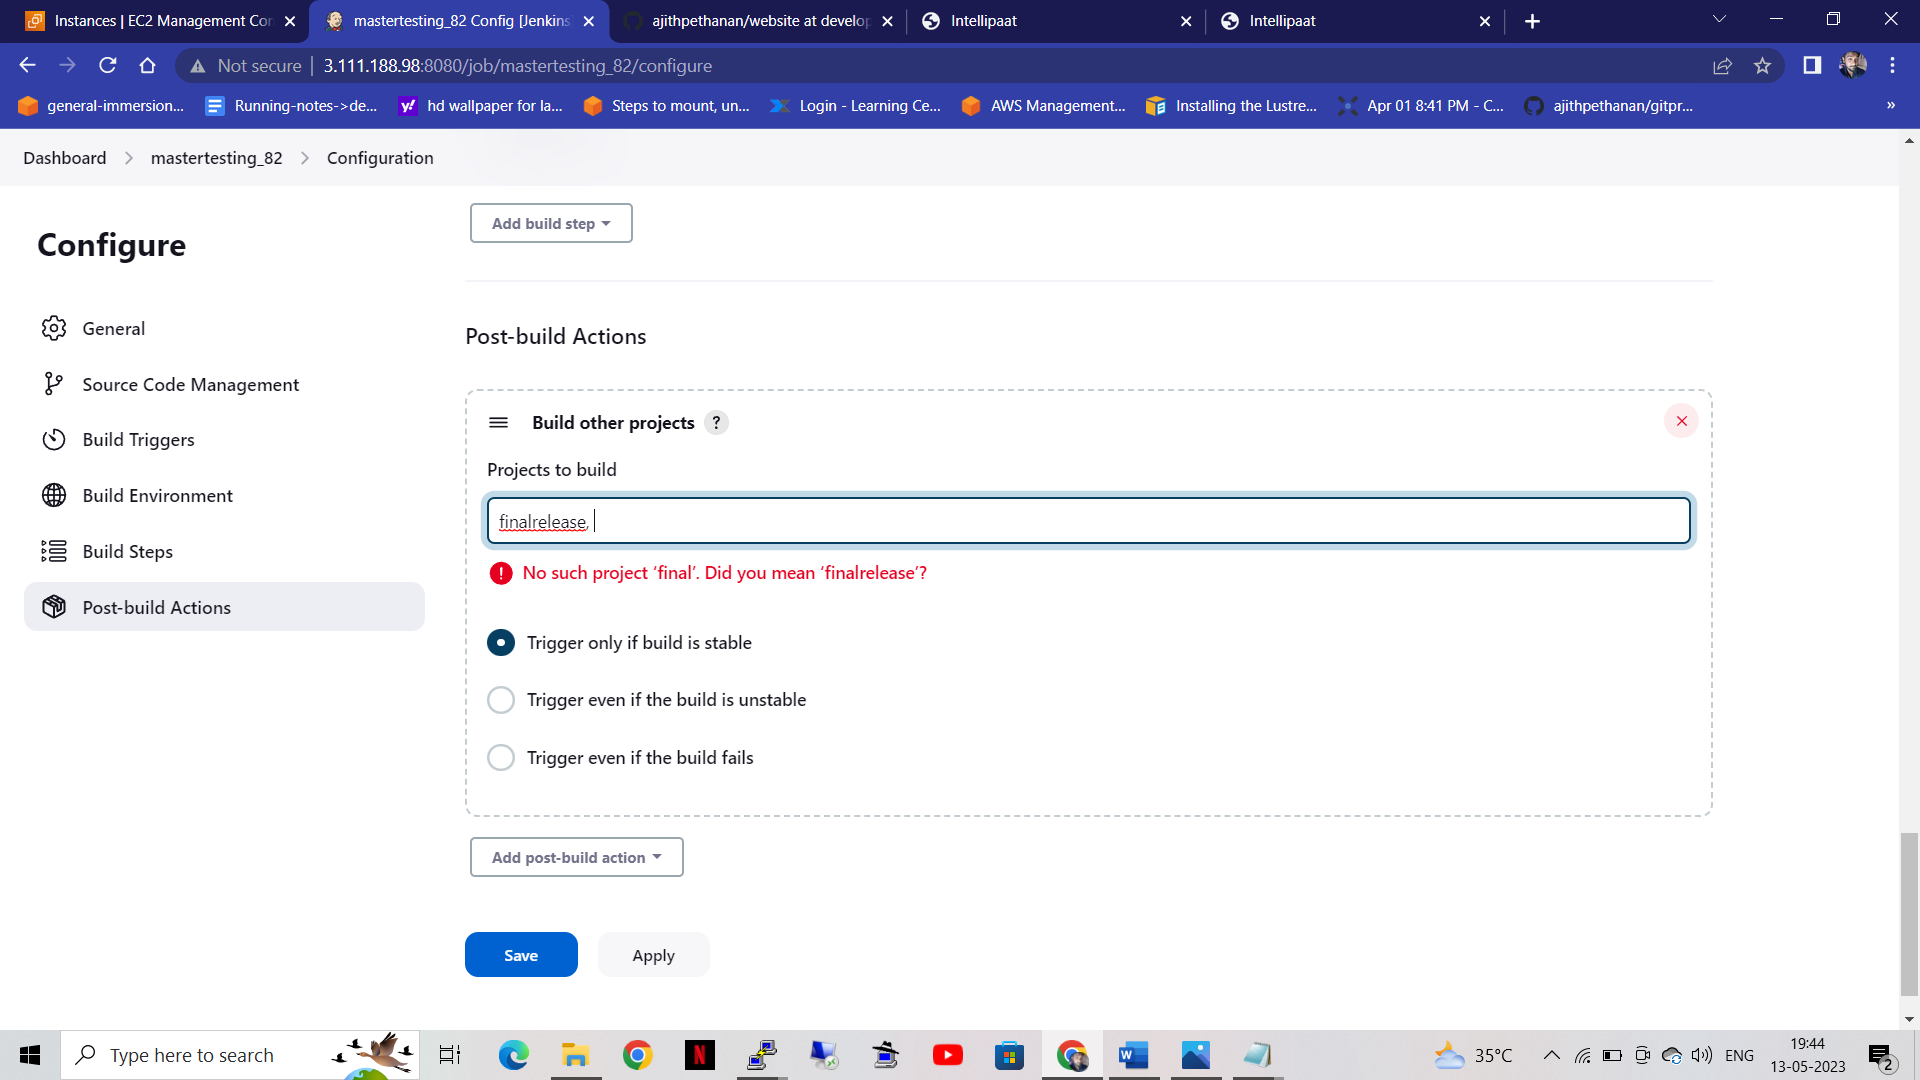 Instances | EC2 Management Con
mastertesting_82 Config [Jenkins
ajithpethanan/website at develop
Intellipaat
Intellipaat
Not secure
3.111.188.98:8080/job/mastertesting_82/configure
general-immersion...
Running-notes->de...
hd wallpaper for la...
Steps to mount, un...
Login - Learning Ce...
AWS Management...
Installing the Lustre...
Apr 01 8:41 PM - C...
ajithpethanan/gitpr...
»
Dashboard > mastertesting_82 > Configuration
Add build step
Configure
General
Source Code Management
Build Triggers
Build Environment
Build Steps
Post-build Actions
Post-build Actions
Build other projects ?
Projects to build
finalrelease,
No such project ‘final’. Did you mean ‘finalrelease’?
Trigger only if build is stable
Trigger even if the build is unstable
Trigger even if the build fails
Add post-build action
Save
Apply
Type here to search
35°C
ENG
19:44
13-05-2023
2